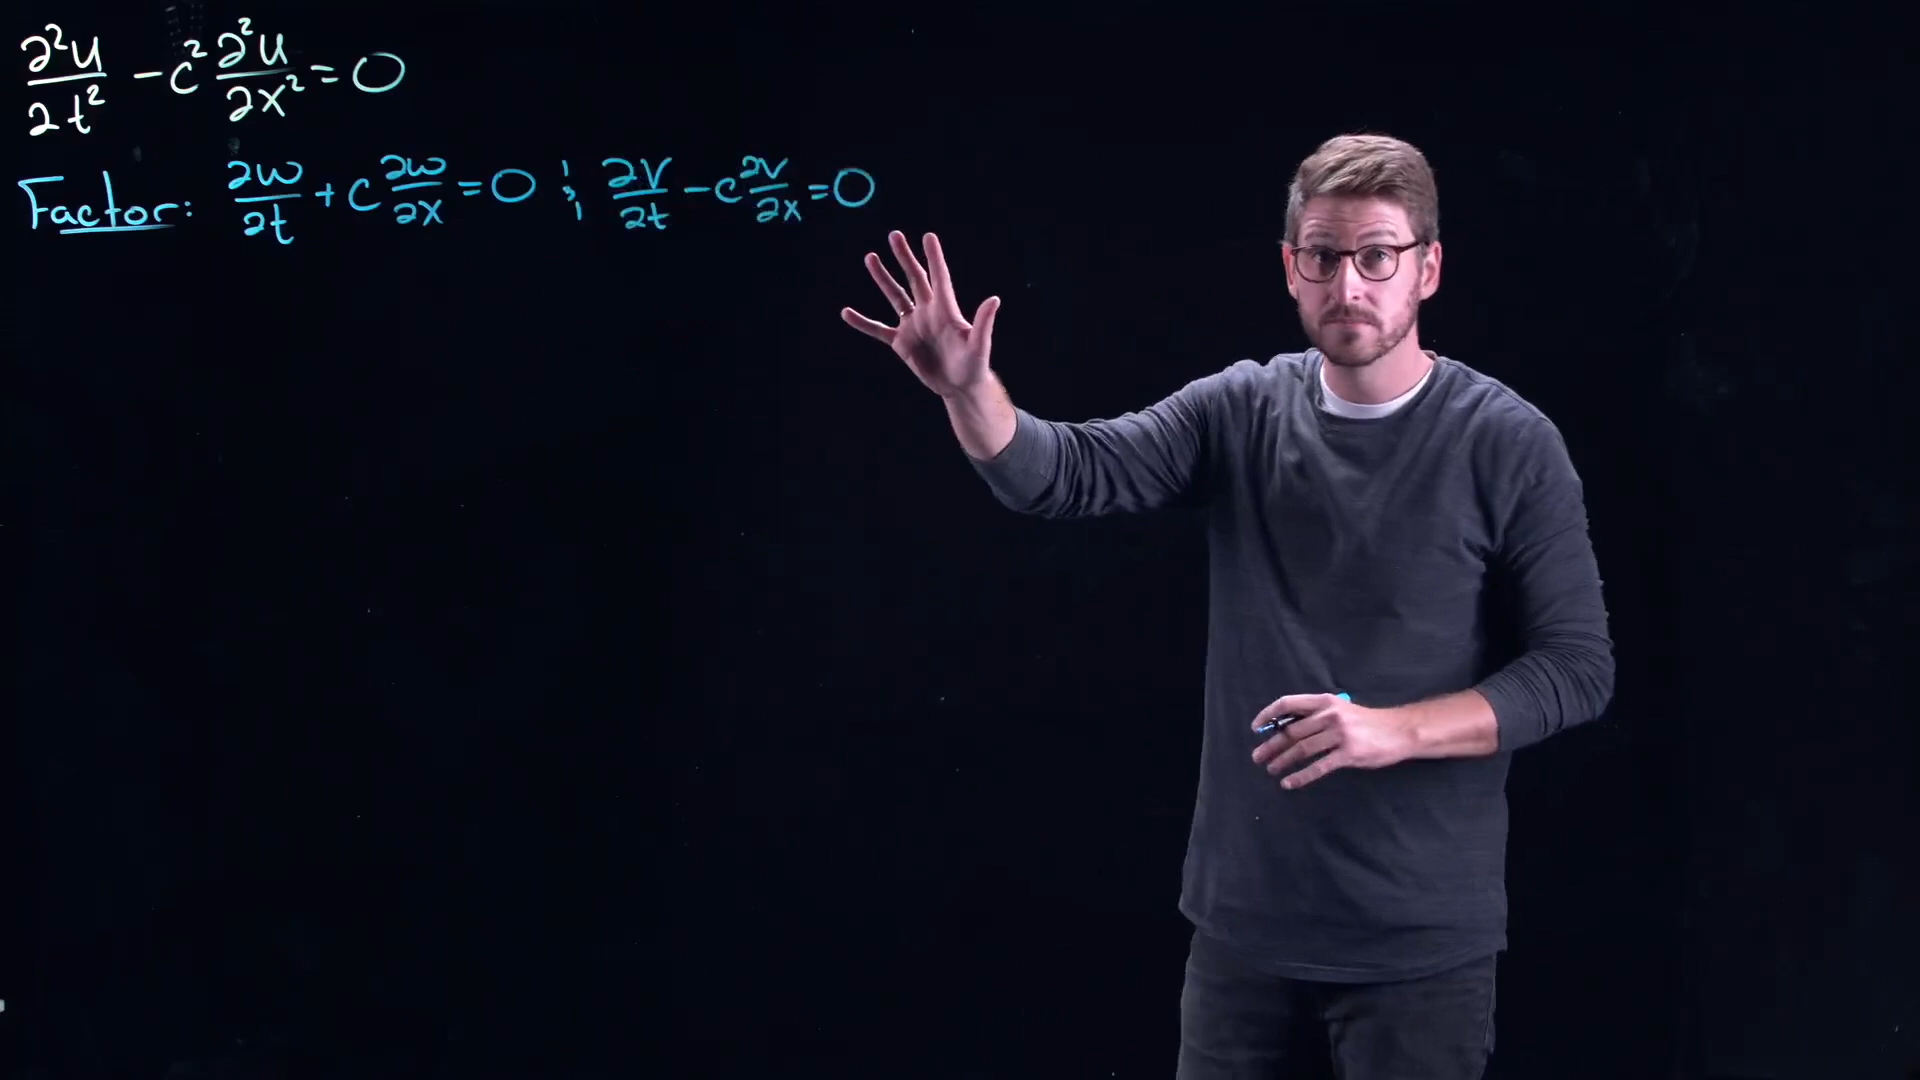 ∂²u/∂t² - c² ∂²u/∂x² = 0
Factor: ∂w/∂t + c ∂w/∂x = 0 ; ∂v/∂t - c ∂v/∂x = 0